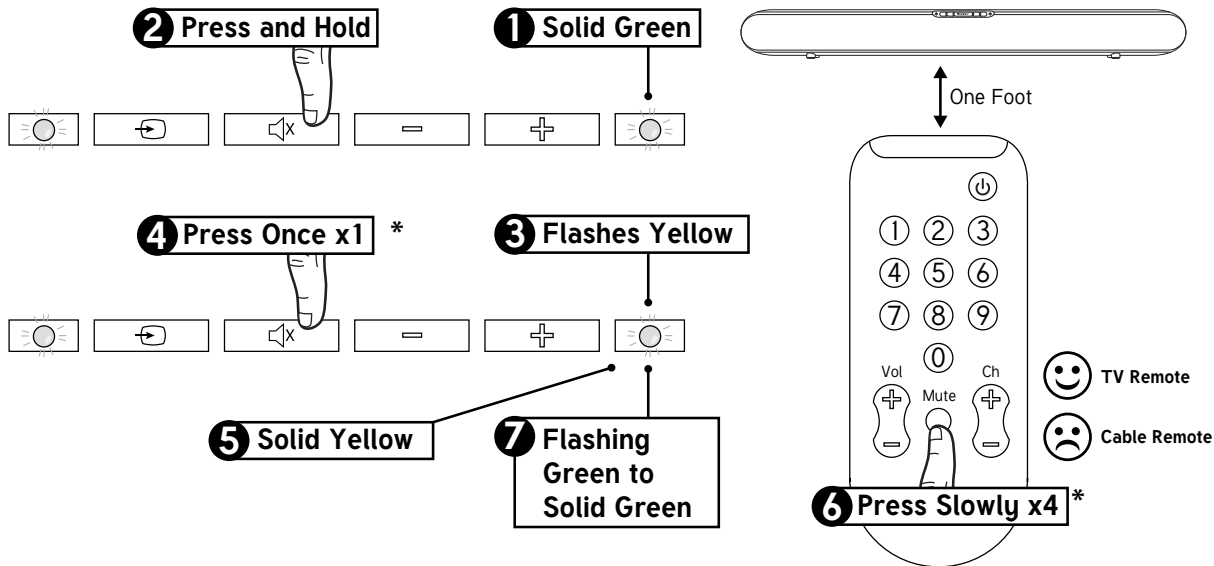 2 Press and Hold
1 Solid Green
One Foot
4 Press Once x1 *
3 Flashes Yellow
1 2 3
4 5 6
7 8 9
0
Vol
Ch
Mute
TV Remote
Cable Remote
5 Solid Yellow
7 Flashing
Green to
Solid Green
6 Press Slowly x4 *